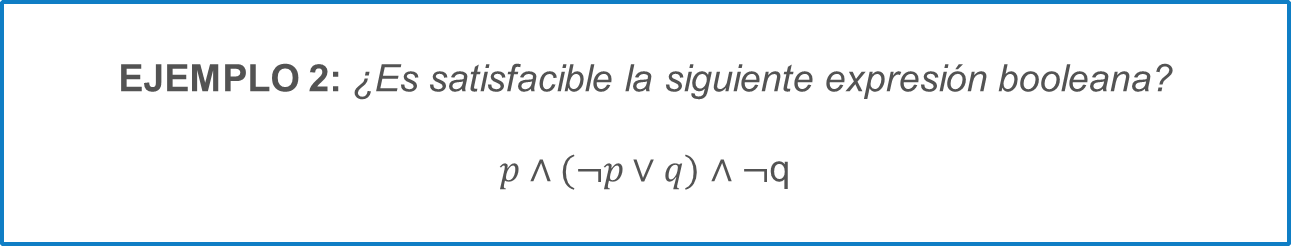 EJEMPLO 2: ¿Es satisfacible la siguiente expresión booleana?
𝑝 ∧ (¬𝑝 ∨ 𝑞) ∧ ¬q